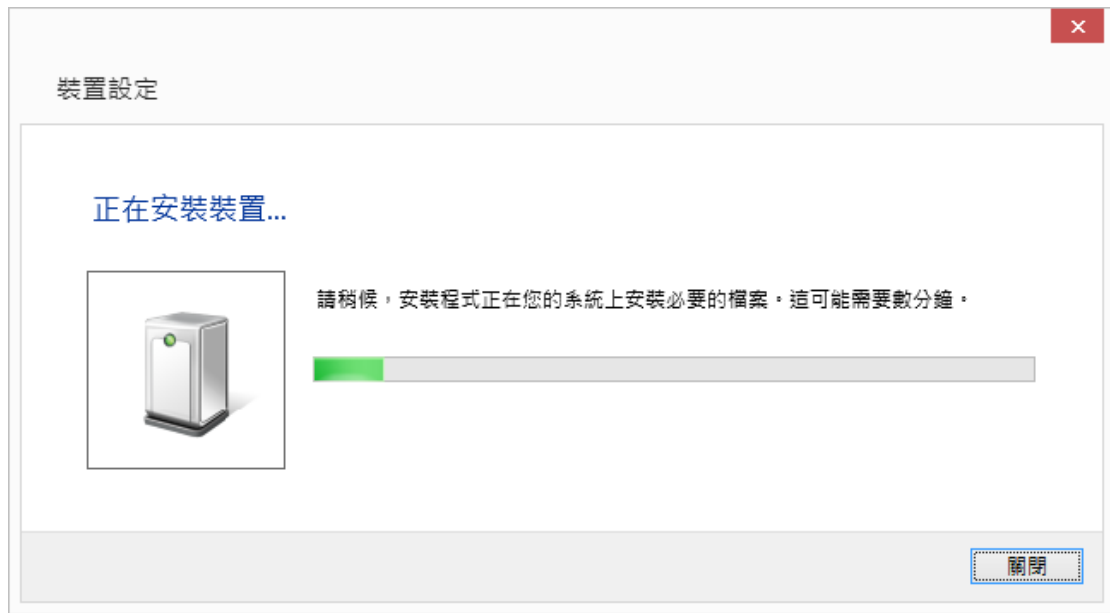 裝置設定
正在安裝裝置...
請稍候，安裝程式正在您的系統上安裝必要的檔案。這可能需要數分鐘。
關閉